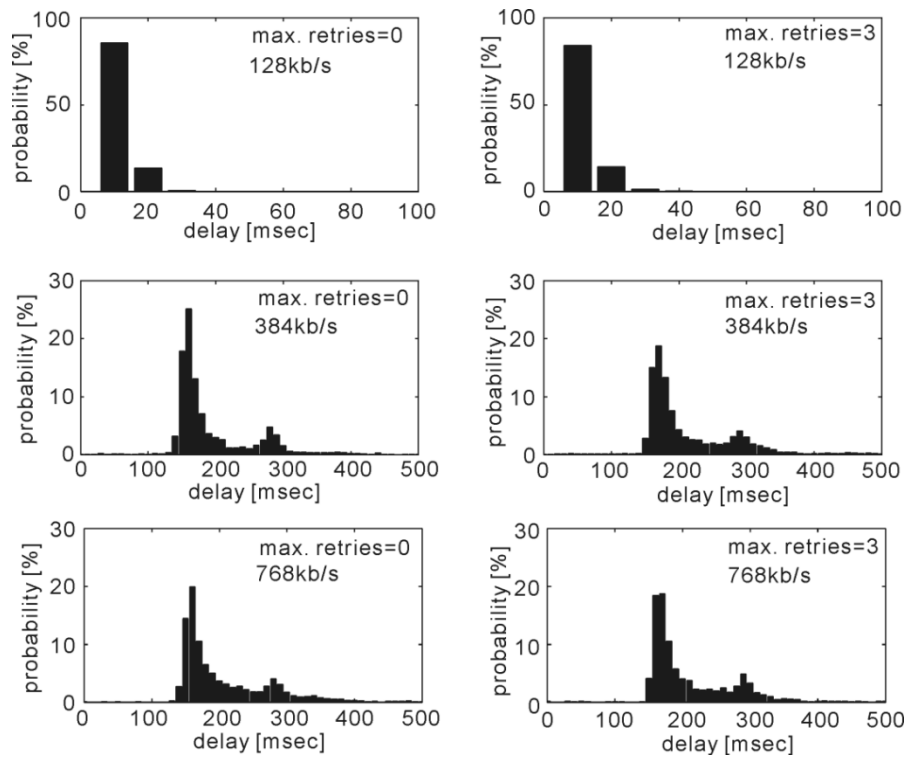 probability [%]
100
50
0
max. retries=0
128kb/s
0 20 40 60 80 100
delay [msec]
probability [%]
100
50
0
max. retries=3
128kb/s
0 20 40 60 80 100
delay [msec]
probability [%]
30
20
10
0
max. retries=0
384kb/s
0 100 200 300 400 500
delay [msec]
probability [%]
30
20
10
0
max. retries=3
384kb/s
0 100 200 300 400 500
delay [msec]
probability [%]
30
20
10
0
max. retries=0
768kb/s
0 100 200 300 400 500
delay [msec]
probability [%]
30
20
10
0
max. retries=3
768kb/s
0 100 200 300 400 500
delay [msec]